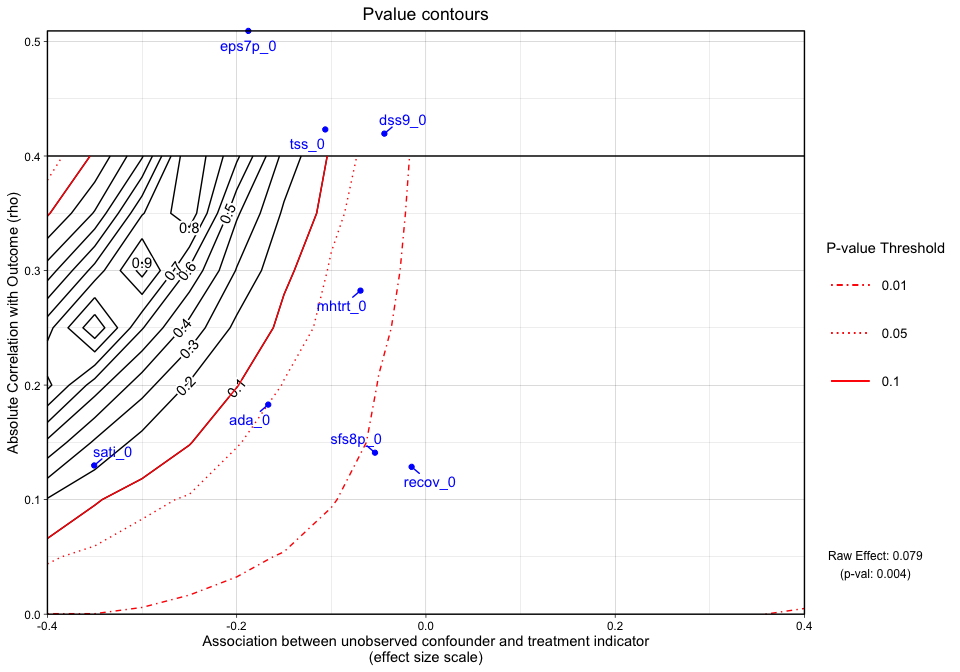 Pvalue contours
Absolute Correlation with Outcome (rho)
0.5
0.4
0.3
0.2
0.1
0.0
eps7p_0
dss9_0
tss_0
mhtrt_0
ada_0
sfs8p_0
sati_0
recov_0
0.5
0.8
0.9
0.7
0.6
0.4
0.3
0.2
0.1
-0.4
-0.2
0.0
0.2
0.4
Association between unobserved confounder and treatment indicator
(effect size scale)
P-value Threshold
0.01
0.05
0.1
Raw Effect: 0.079
(p-val: 0.004)